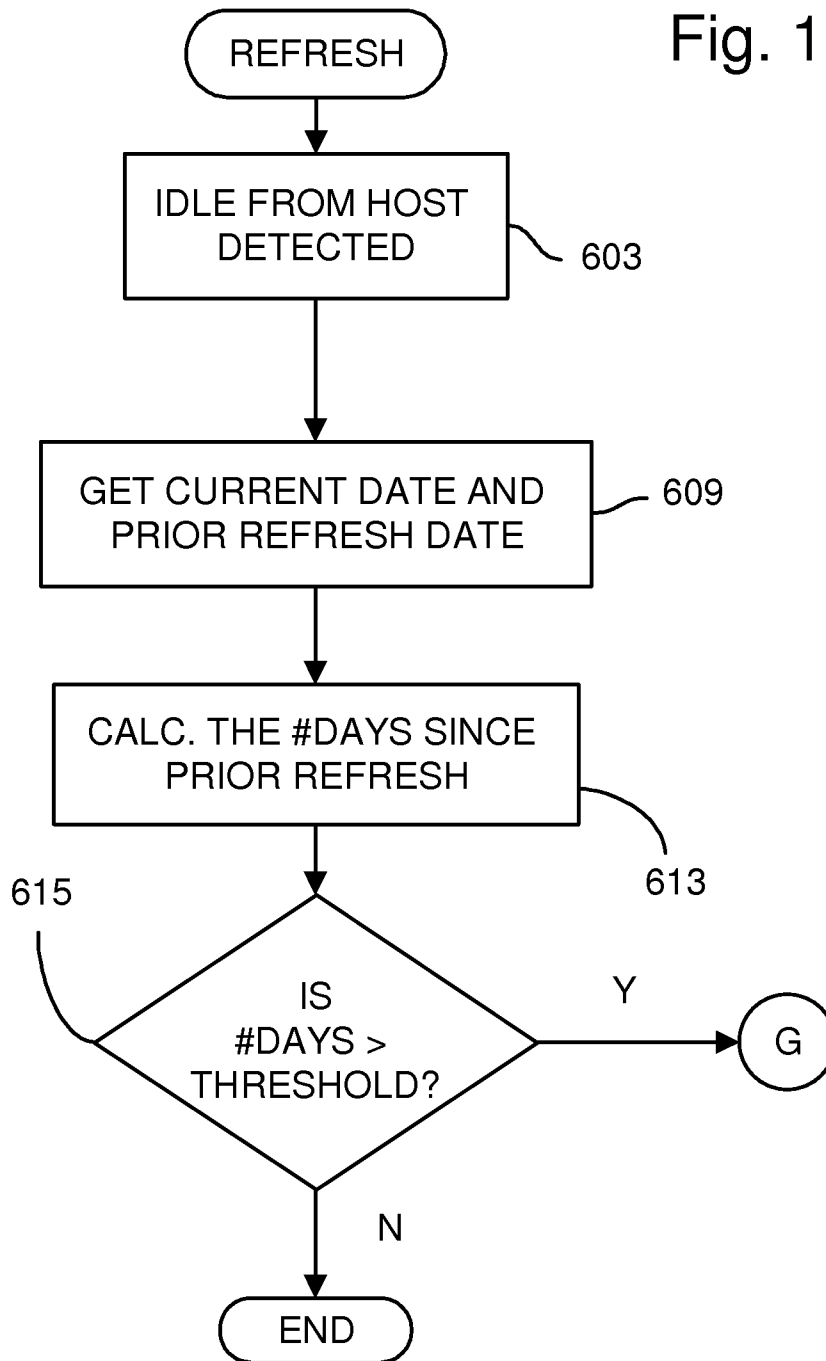 Fig. 1
REFRESH
IDLE FROM HOST
DETECTED
603
GET CURRENT DATE AND
PRIOR REFRESH DATE
609
CALC. THE #DAYS SINCE
PRIOR REFRESH
613
615
IS
#DAYS >
THRESHOLD?
Y
G
N
END